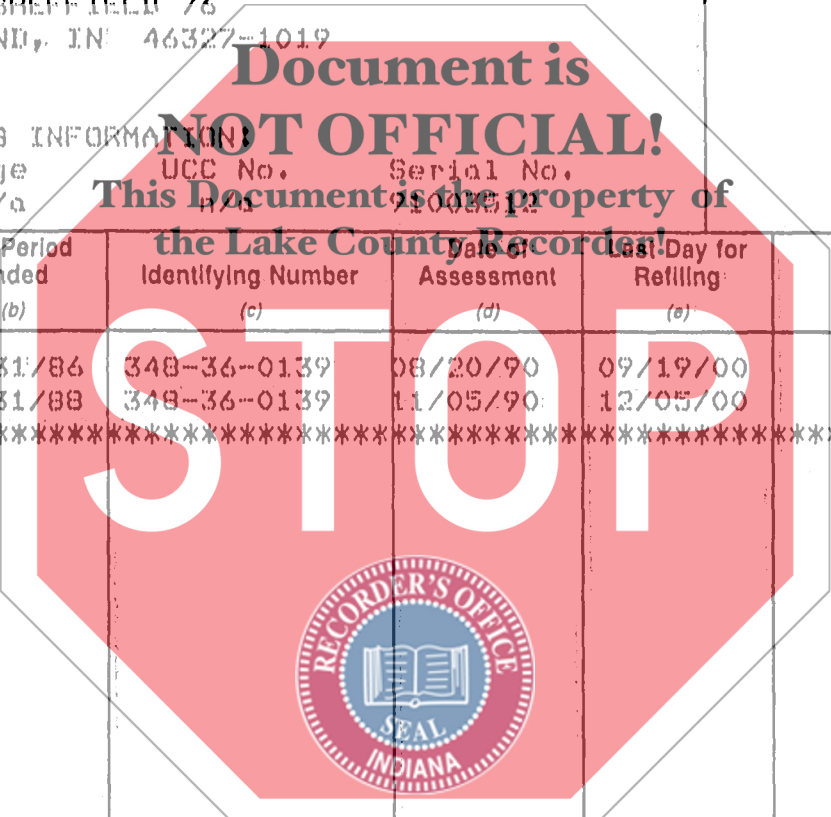 SHEFFIELD 76
ND, IN 46327-1019
Document is
NOT OFFICIAL!
INFORMATION:
ge UCC No. Serial No.
This Document is the property of
/a n/a 91003512
the Lake County Recorder!
Period Date of Last Day for
nded Identifying Number Assessment Refiling
(b) (c) (d) (e)
31/86 348-36-0139 08/20/90 09/19/00
31/88 348-36-0139 11/05/90 12/05/00
STOP
RECORDER'S OFFICE
SEAL
INDIANA